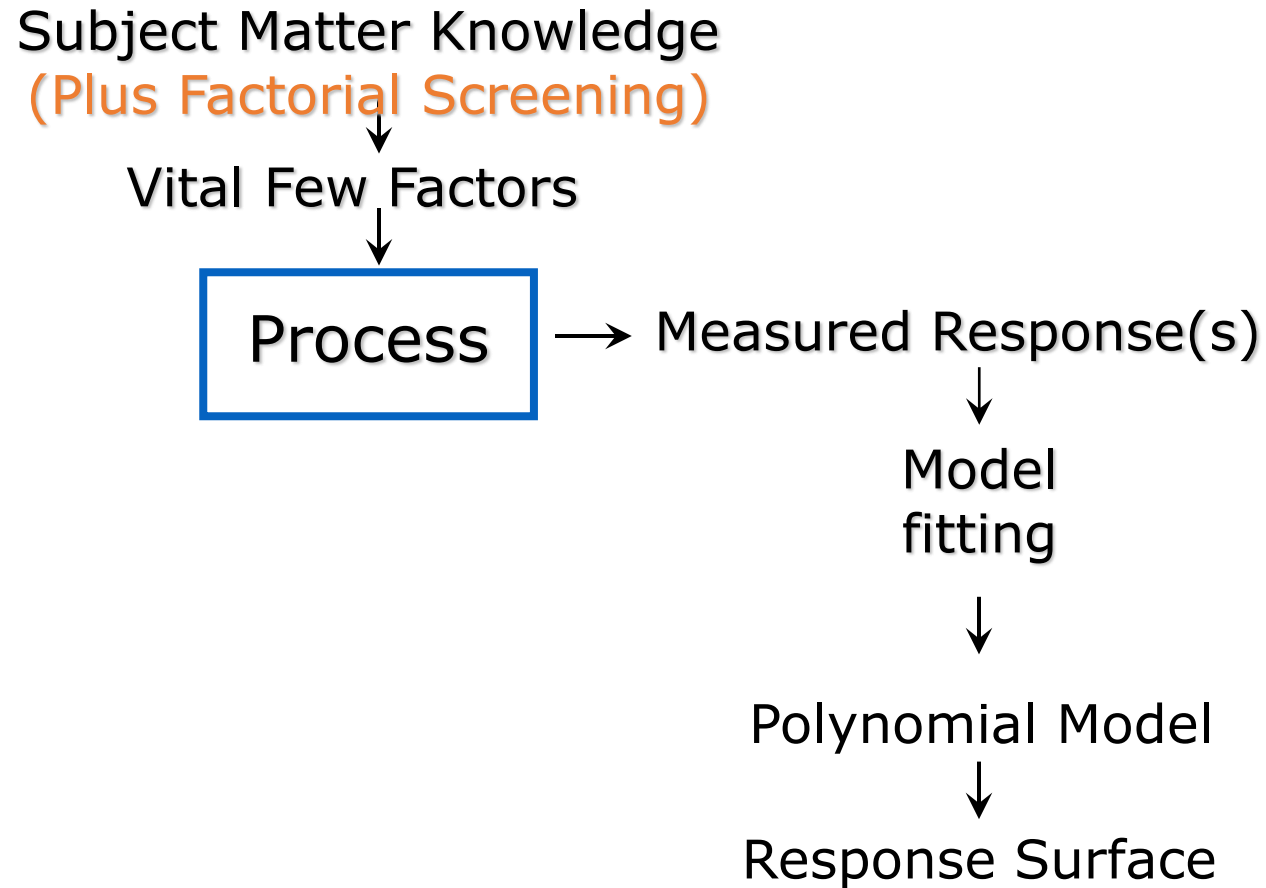 Subject Matter Knowledge
(Plus Factorial Screening)
Vital Few Factors
Process
Measured Response(s)
Model
fitting
Polynomial Model
Response Surface